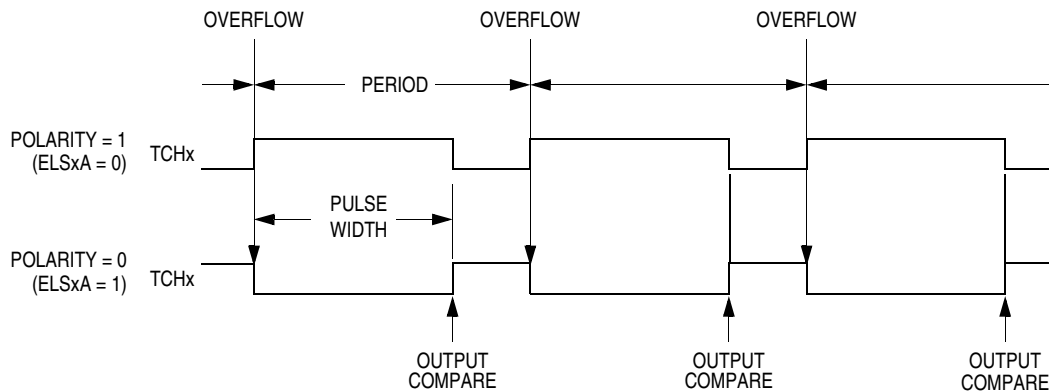 OVERFLOW
OVERFLOW
OVERFLOW
PERIOD
POLARITY = 1
(ELSxA = 0)
TCHx
PULSE
WIDTH
POLARITY = 0
(ELSxA = 1)
TCHx
OUTPUT
COMPARE
OUTPUT
COMPARE
OUTPUT
COMPARE